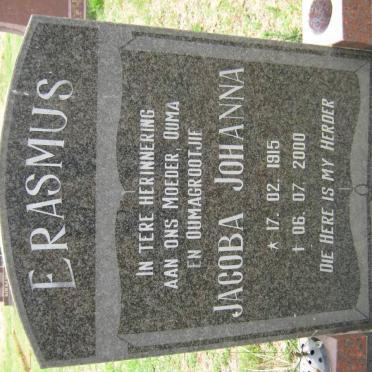 ERASMUS
IN TERE HERINNERING
AAN ONS MOEDER, OUMA
EN OUMAGROOTJIE
JACOBA JOHANNA
★ 17. 02. 1915
† 06. 07. 2000
DIE HERE IS MY HERDER